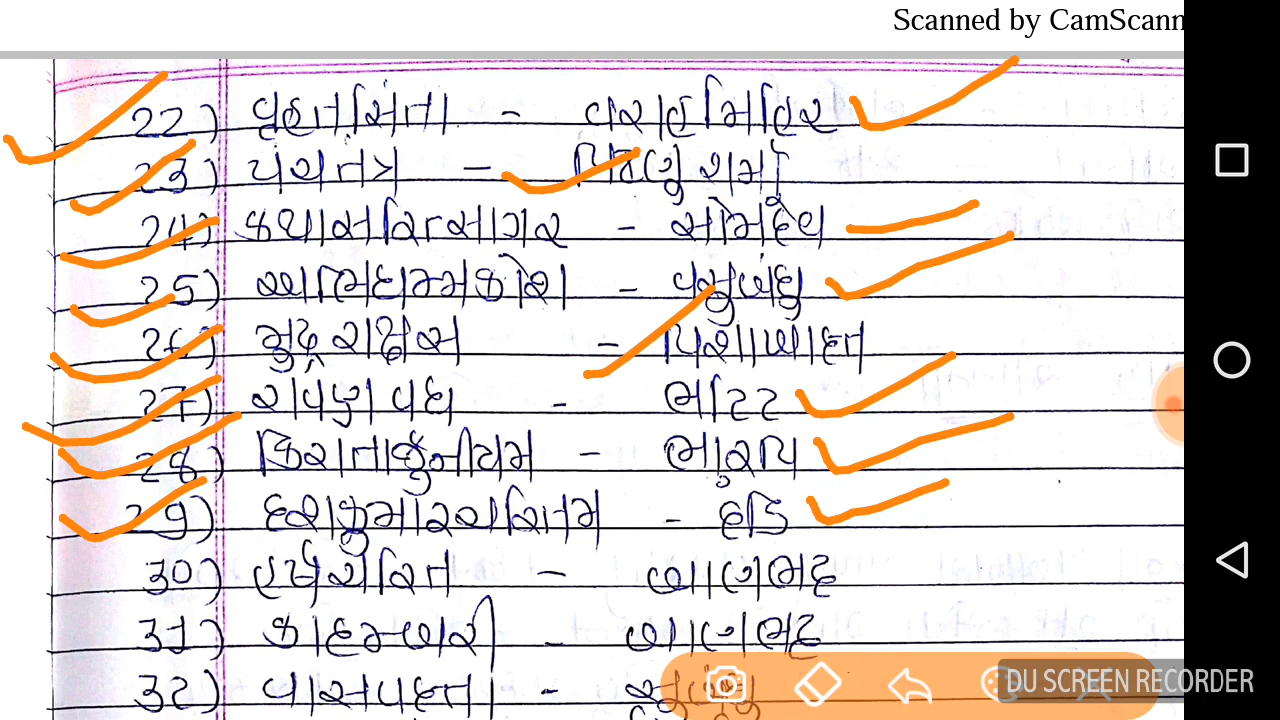 Scanned by CamScann
22) વૃહતસિંતા - વરાહમિહિર
23) પંચતંત્ર - વિષ્ણુ શર્મા
24) કથાસરિત્સાગર - સોમદેવ
25) અભિધામ્મકોશ - વસુબંધુ
26) મુદ્રારાક્ષસ - વિશાખાદત
27) રાવણ વધ - ભટિટ
28) કિરાતાર્જુનીયમ - ભારવિ
29) દશકુમારચરિતમ - દંડિ
30) હર્ષચરિત - બાણભટ
31) કાદમ્બરી - બાણભટ્ટ
32) વાસવદત્તા - સુબંધુ
DU SCREEN RECORDER